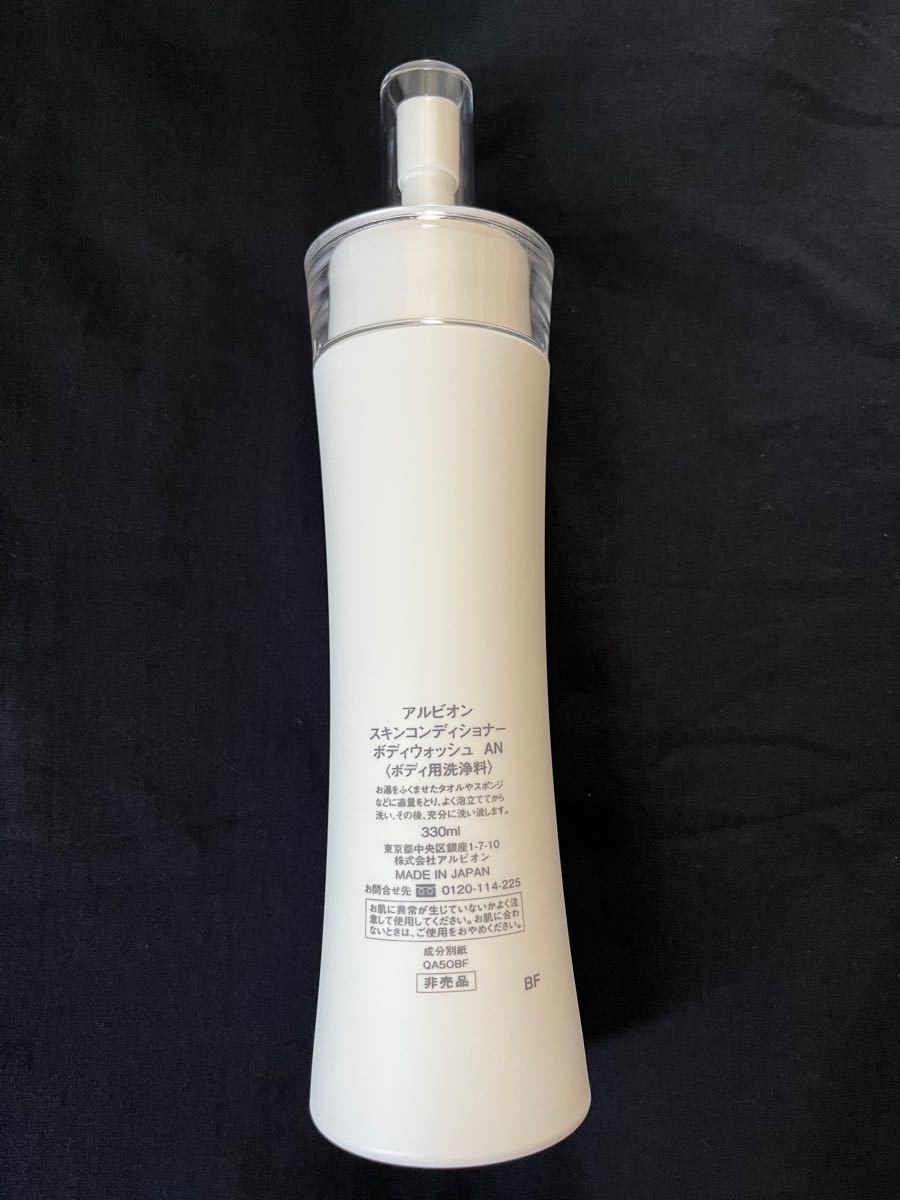 アルビオン
スキンコンディショナー
ボディウォッシュ AN
〈ボディ用洗浄料〉
お湯をふくませたタオルやスポンジ
などに適量をとり、よく泡立ててから
洗い、その後、充分に洗い流します。
330ml
東京都中央区銀座1-7-10
株式会社アルビオン
MADE IN JAPAN
お問合せ先 0120-114-225
お肌に異常が生じていないかよく注
意して使用してください。お肌に合わ
ないときは、ご使用をおやめください。
成分別紙
QA50BF
非売品
BF